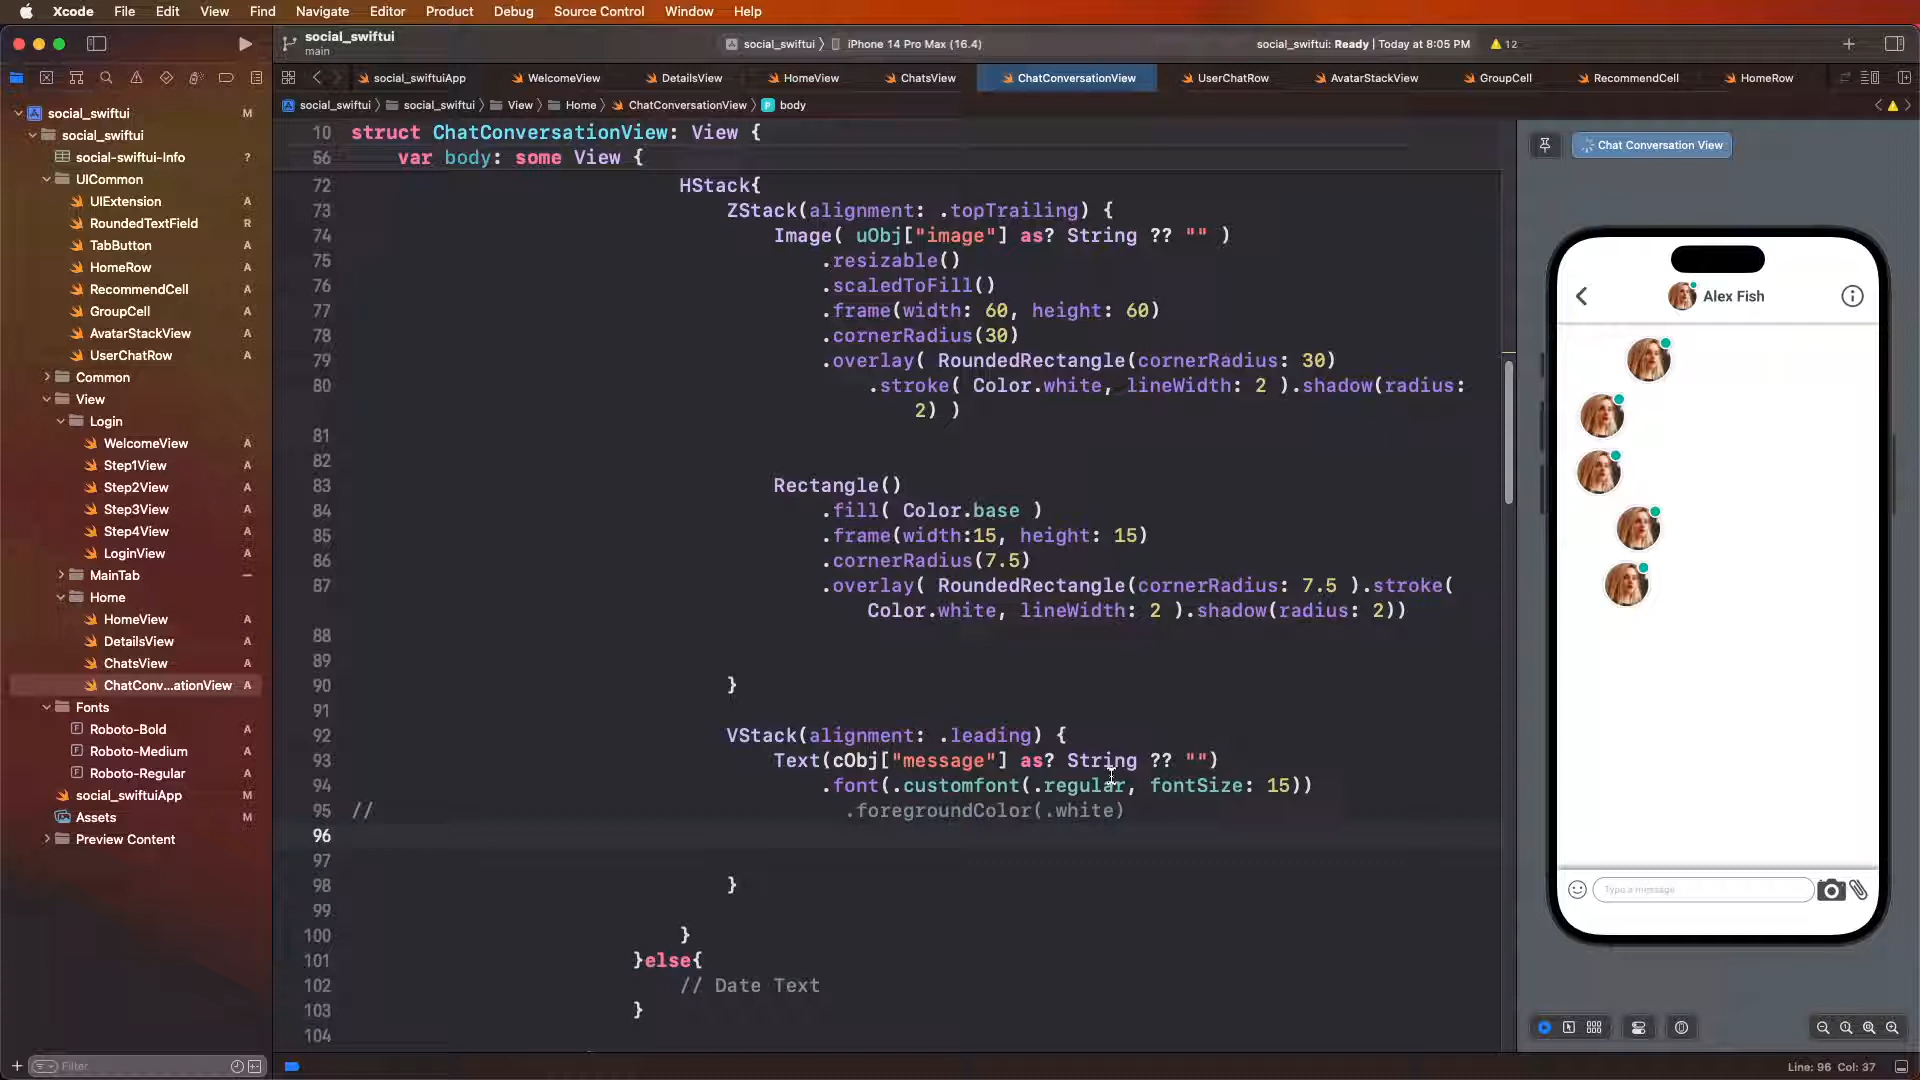 Xcode File Edit View Find Navigate Editor Product Debug Source Control Window Help
social_swiftui
main
social_swiftui 〉 iPhone 14 Pro Max (16.4)
social_swiftui: Ready | Today at 8:05 PM
12
social_swiftuiApp WelcomeView DetailsView HomeView ChatsView ChatConversationView UserChatRow AvatarStackView GroupCell RecommendCell HomeRow
social_swiftui 〉 social_swiftui 〉 View 〉 Home 〉 ChatConversationView 〉 P body
social_swiftui M
social_swiftui
social-swiftui-Info ?
UICommon
UIExtension A
RoundedTextField R
TabButton A
HomeRow A
RecommendCell A
GroupCell A
AvatarStackView A
UserChatRow A
Common
View
Login
WelcomeView A
Step1View A
Step2View A
Step3View A
Step4View A
LoginView A
MainTab
Home
HomeView A
DetailsView A
ChatsView A
ChatConv...ationView A
Fonts
F Roboto-Bold A
F Roboto-Medium A
F Roboto-Regular A
social_swiftuiApp M
Assets M
Preview Content
Filter
10 struct ChatConversationView: View {
56 var body: some View {
72 HStack{
73 ZStack(alignment: .topTrailing) {
74 Image( uObj["image"] as? String ?? "" )
75 .resizable()
76 .scaledToFill()
77 .frame(width: 60, height: 60)
78 .cornerRadius(30)
79 .overlay( RoundedRectangle(cornerRadius: 30)
80 .stroke( Color.white, lineWidth: 2 ).shadow(radius:
2) )
81
82
83 Rectangle()
84 .fill( Color.base )
85 .frame(width:15, height: 15)
86 .cornerRadius(7.5)
87 .overlay( RoundedRectangle(cornerRadius: 7.5 ).stroke(
Color.white, lineWidth: 2 ).shadow(radius: 2))
88
89
90 }
91
92 VStack(alignment: .leading) {
93 Text(cObj["message"] as? String ?? "")
94 .font(.customfont(.regular, fontSize: 15))
95 // .foregroundColor(.white)
96
97
98 }
99
100 }
101 }else{
102 // Date Text
103 }
104
Chat Conversation View
Alex Fish
Type a message
Line: 96 Col: 37